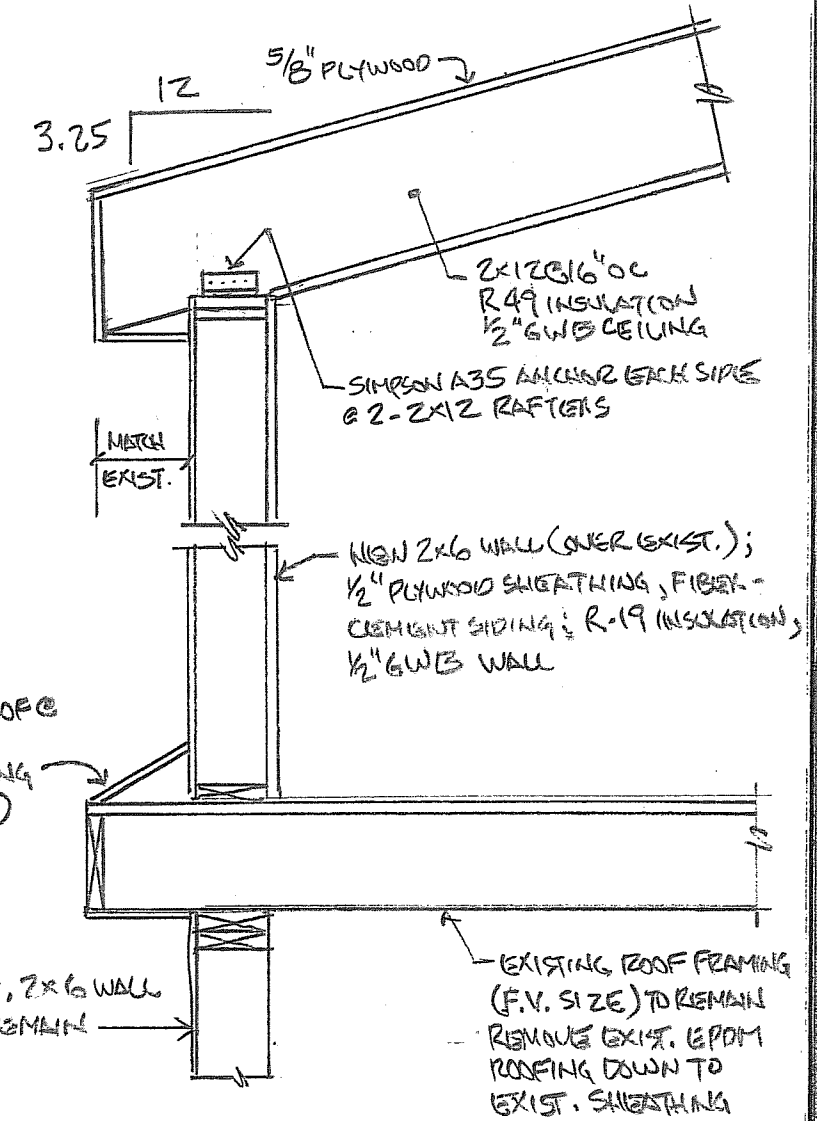 5/8" PLYWOOD
12
3.25
2x12@16"OC
R49 INSULATION
1/2" GWB CEILING
SIMPSON A35 ANCHOR EACH SIDE
@ 2-2x12 RAFTERS
MATCH
EXIST.
NEW 2x6 WALL (OVER EXIST.);
1/2" PLYWOOD SHEATHING, FIBER-
CEMENT SIDING; R-19 INSULATION,
1/2" GWB WALL
OF @
NG
)
. 2x6 WALL
EMAIN
EXISTING ROOF FRAMING
(F.V. SIZE) TO REMAIN
REMOVE EXIST. EPDM
ROOFING DOWN TO
EXIST. SHEATHING